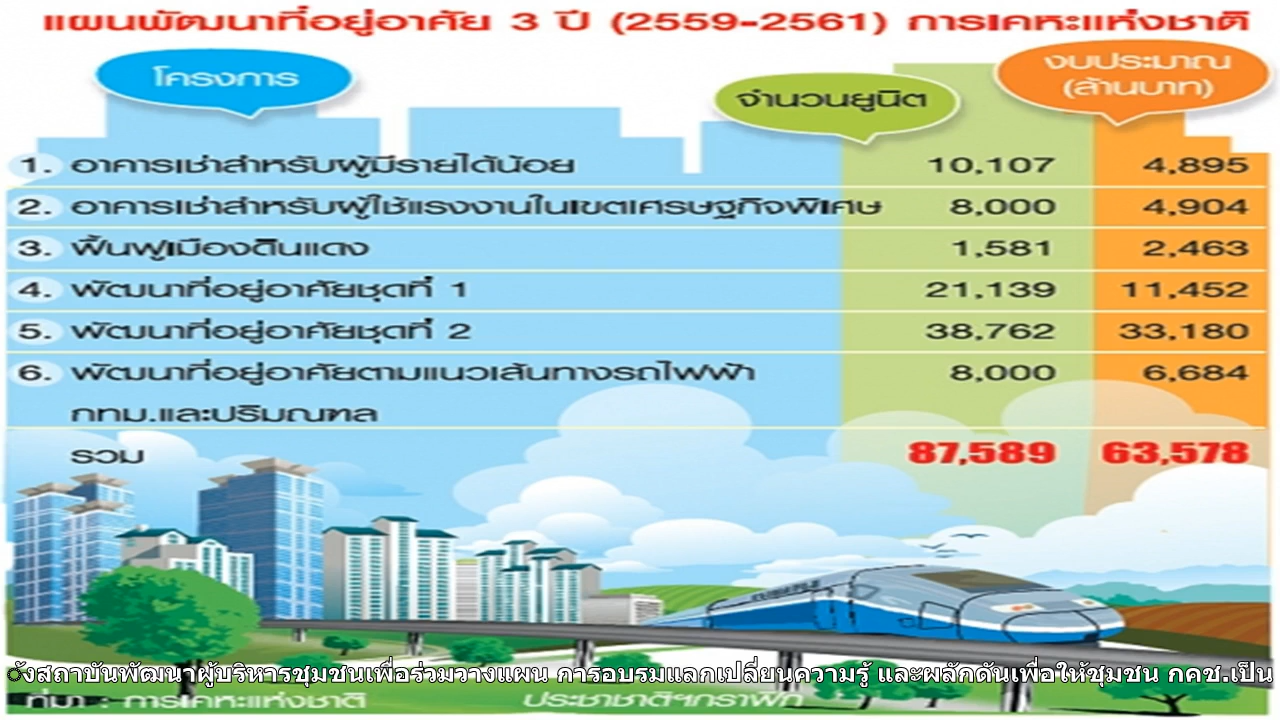 แผนพัฒนาที่อยู่อาศัย 3 ปี (2559-2561) การเคหะแห่งชาติ
โครงการ
จำนวนยูนิต
งบประมาณ
(ล้านบาท)
1. อาคารเช่าสำหรับผู้มีรายได้น้อย 10,107 4,895
2. อาคารเช่าสำหรับผู้ใช้แรงงานในเขตเศรษฐกิจพิเศษ 8,000 4,904
3. ฟื้นฟูเมืองดินแดง 1,581 2,463
4. พัฒนาที่อยู่อาศัยชุดที่ 1 21,139 11,452
5. พัฒนาที่อยู่อาศัยชุดที่ 2 38,762 33,180
6. พัฒนาที่อยู่อาศัยตามแนวเส้นทางรถไฟฟ้า 8,000 6,684
กทม.และปริมณฑล
รวม 87,589 63,578
ั้งสถาบันพัฒนาผู้บริหารชุมชนเพื่อร่วมวางแผน การอบรมแลกเปลี่ยนความรู้ และผลักดันเพื่อให้ชุมชน กคช.เป็น
ที่มา : การเคหะแห่งชาติ ประชาชาติฯกราฟิก